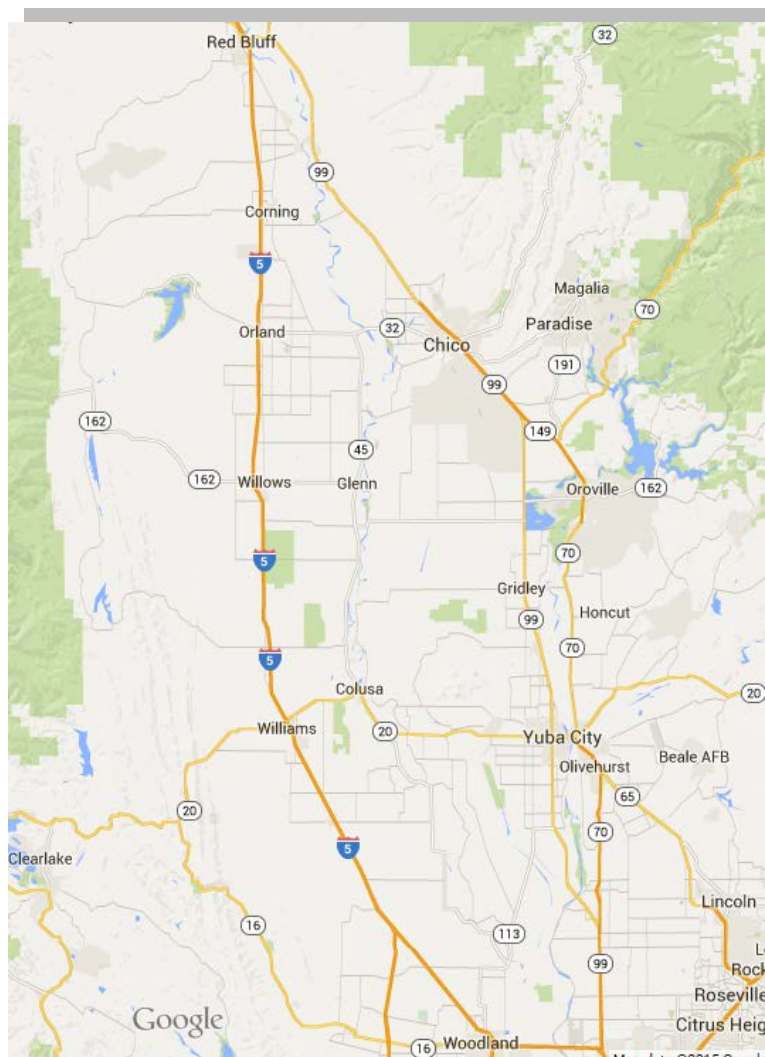 32
Red Bluff
99
Corning
5
Magalia
70
Orland
32
Chico
Paradise
191
99
162
149
45
162
Willows
Glenn
Oroville
162
5
70
Gridley
99
Honcut
70
5
Colusa
20
Williams
20
Yuba City
Beale AFB
Olivehurst
65
20
70
5
Clearlake
Lincoln
16
113
99
Rock
Roseville
Google
Citrus Heig
16
Woodland